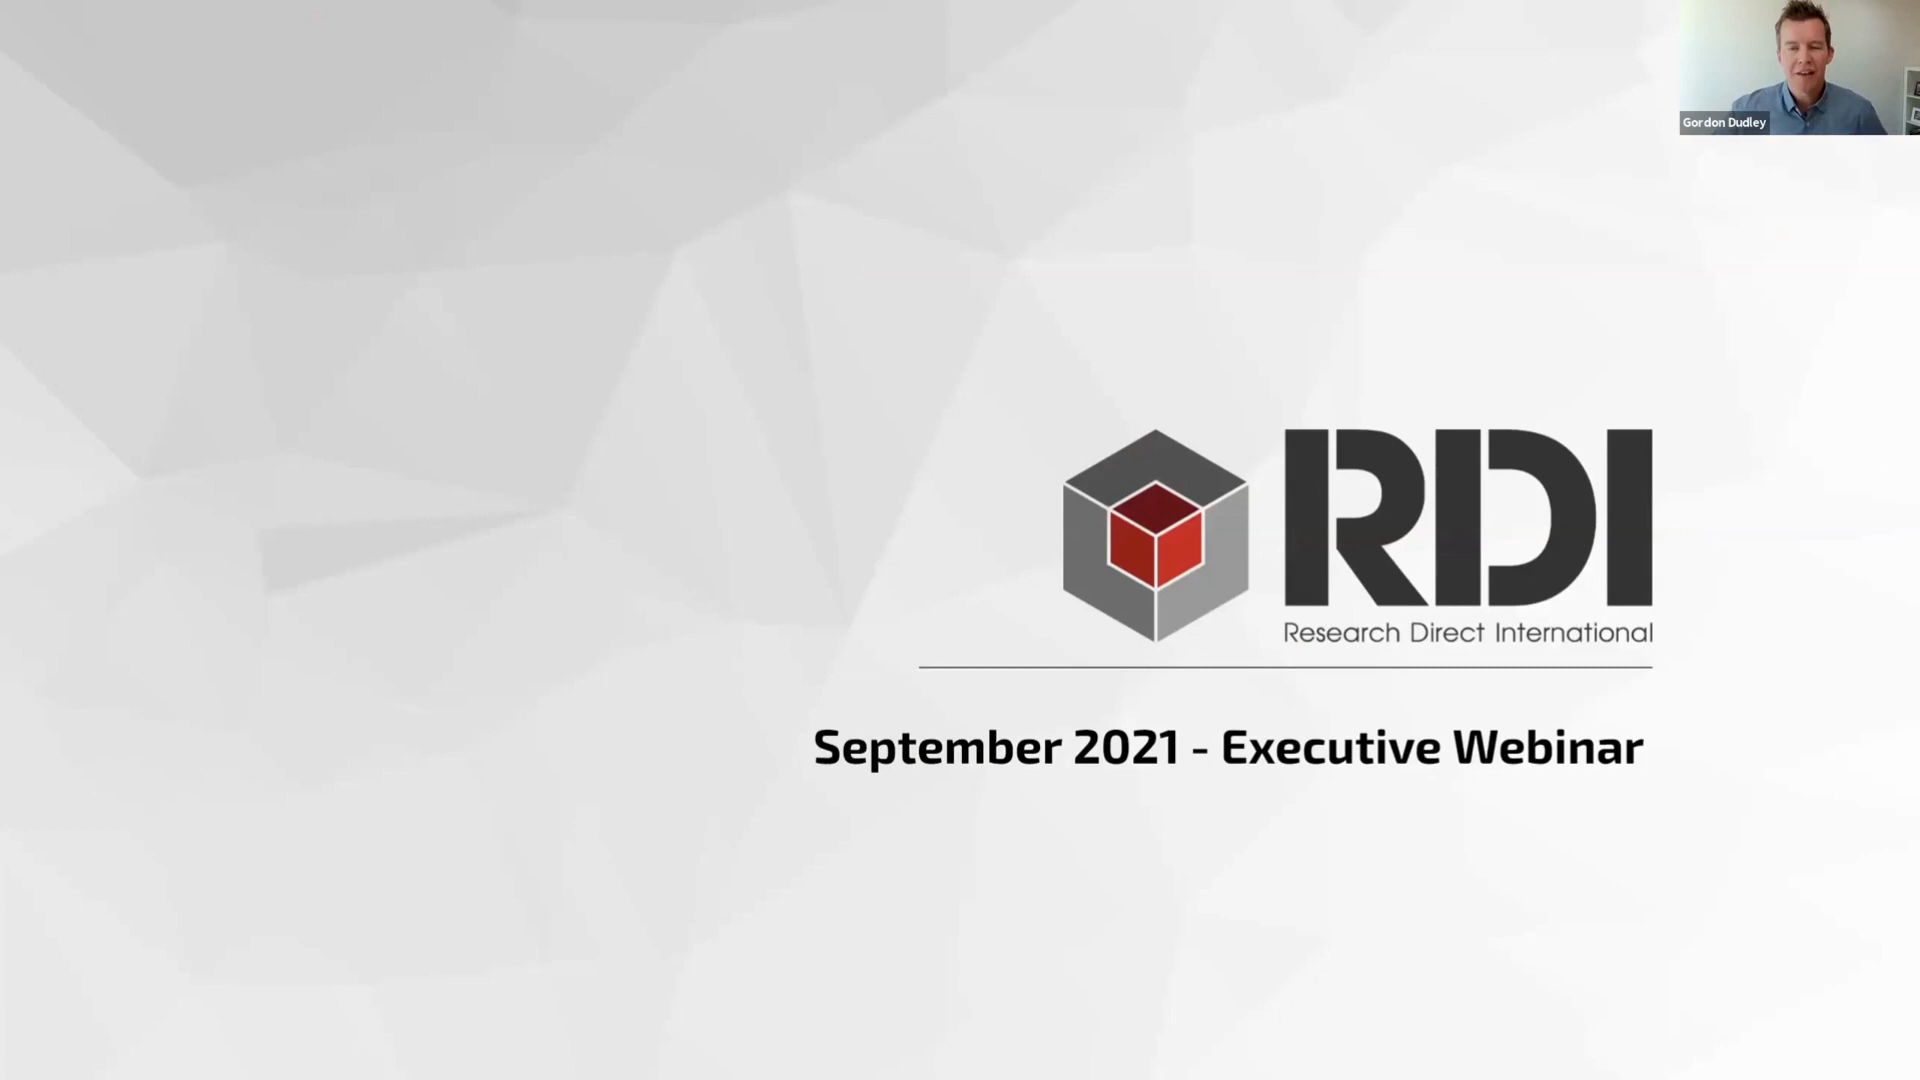 Gordon Dudley
RDI
Research Direct International
September 2021 - Executive Webinar